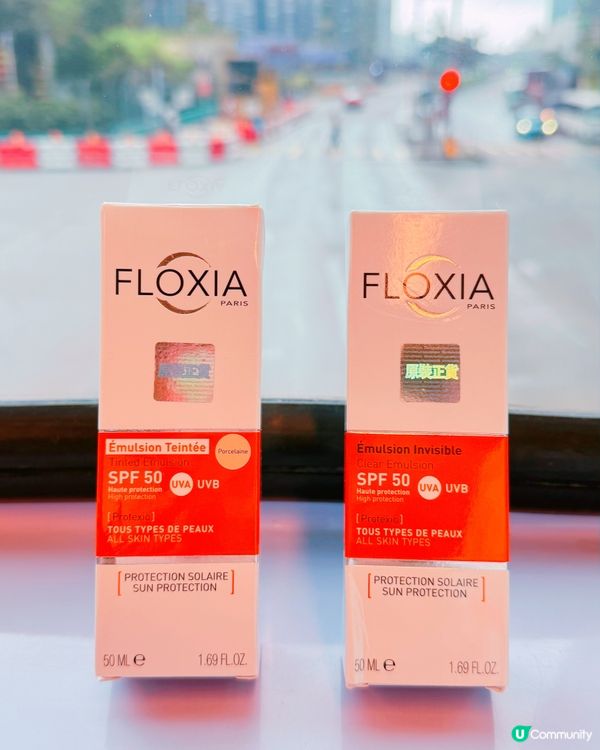 FLOXIA
PARIS
Émulsion Teintée
Tinted Emulsion
Porcelaine
SPF 50
Haute protection
High protection
UVA UVB
[Protexic]
TOUS TYPES DE PEAUX
ALL SKIN TYPES
[PROTECTION SOLAIRE
SUN PROTECTION]
50 ML e
1.69 FL.OZ.
FLOXIA
PARIS
原裝正貨
Émulsion Invisible
Clear Emulsion
SPF 50
Haute protection
High protection
UVA UVB
[Protexic]
TOUS TYPES DE PEAUX
ALL SKIN TYPES
[PROTECTION SOLAIRE
SUN PROTECTION]
50 ML e
1.69 FL.OZ.
U Community